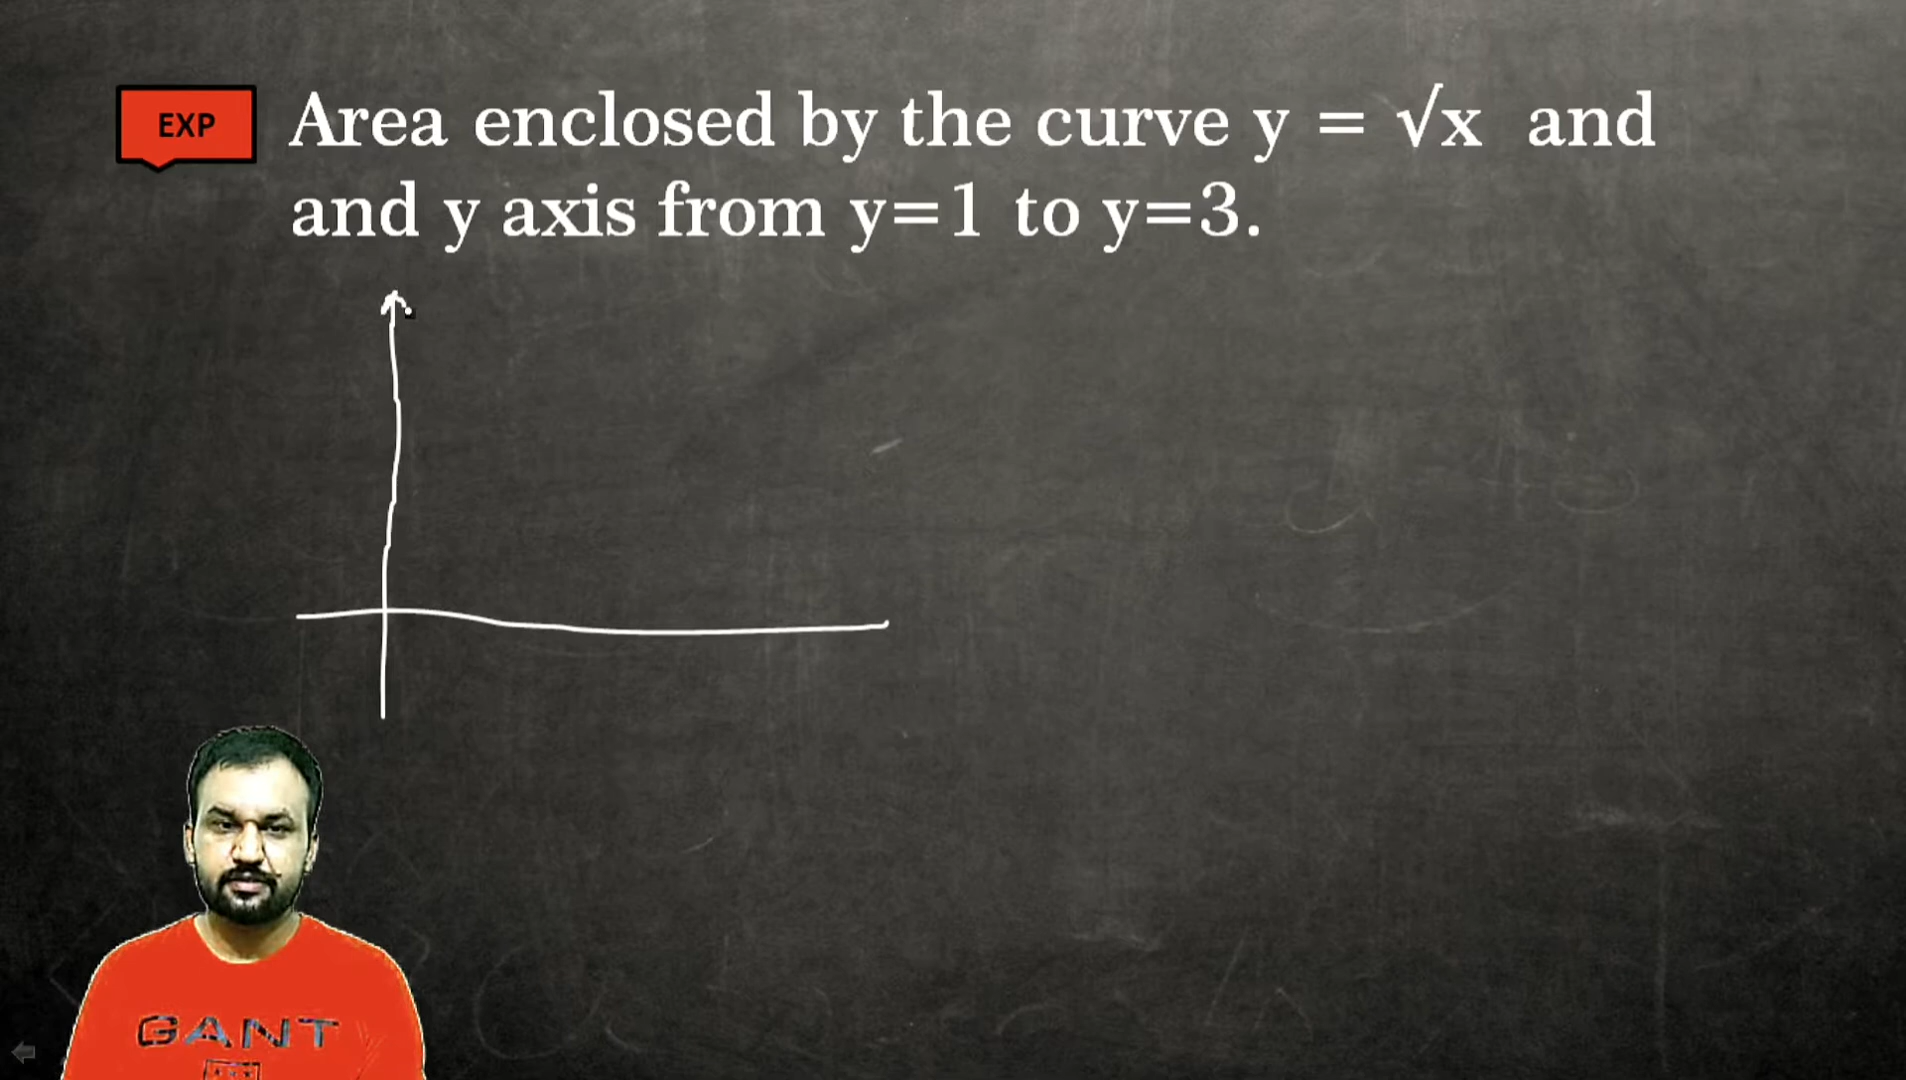 EXP
Area enclosed by the curve y = √x and
and y axis from y=1 to y=3.
GANT